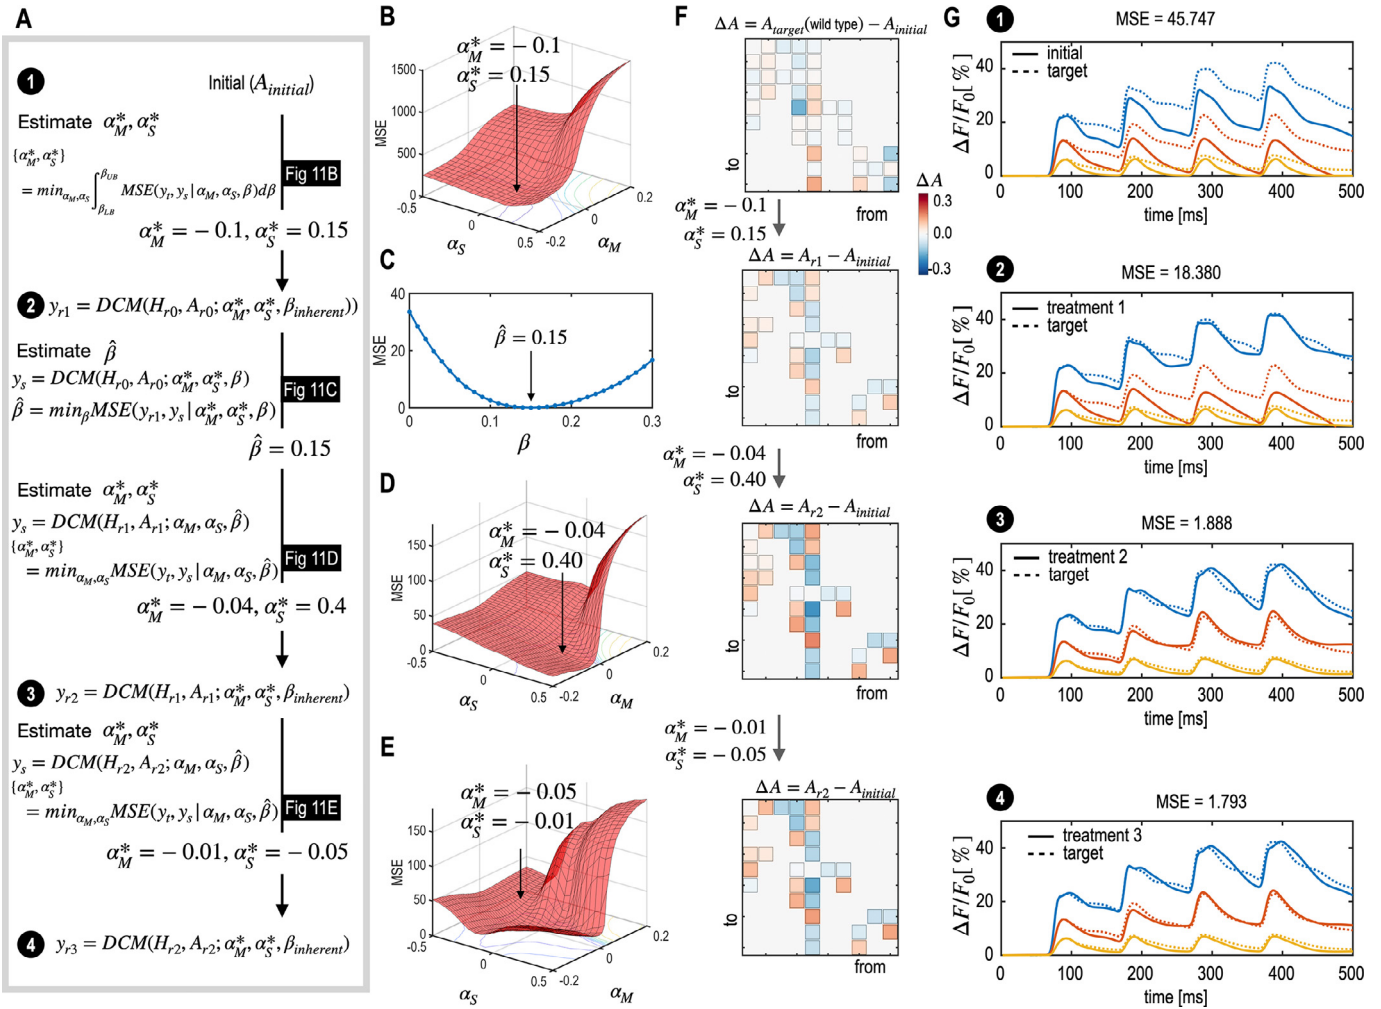 A
1
Initial (A_initial)
Estimate α*_M, α*_S
{α*_M, α*_S}
= min_{α_M,α_S} ∫_{β_LB}^{β_UB} MSE(y_t, y_s | α_M, α_S, β)dβ
Fig 11B
α*_M = − 0.1, α*_S = 0.15
2 y_r1 = DCM(H_r0, A_r0; α*_M, α*_S, β_inherent))
Estimate β̂
y_s = DCM(H_r0, A_r0; α*_M, α*_S, β)
Fig 11C
β̂ = min_β MSE(y_r1, y_s | α*_M, α*_S, β)
β̂ = 0.15
Estimate α*_M, α*_S
y_s = DCM(H_r1, A_r1; α_M, α_S, β̂)
{α*_M, α*_S}
Fig 11D
= min_{α_M,α_S} MSE(y_t, y_s | α_M, α_S, β̂)
α*_M = − 0.04, α*_S = 0.4
3 y_r2 = DCM(H_r1, A_r1; α*_M, α*_S, β_inherent)
Estimate α*_M, α*_S
y_s = DCM(H_r2, A_r2; α_M, α_S, β̂)
{α*_M, α*_S}
Fig 11E
= min_{α_M,α_S} MSE(y_t, y_s | α_M, α_S, β̂)
α*_M = − 0.01, α*_S = − 0.05
4 y_r3 = DCM(H_r2, A_r2; α*_M, α*_S, β_inherent)
B
α*_M = − 0.1
α*_S = 0.15
1500
1000
500
0
MSE
-0.5
0
0.5
α_S
-0.2
0
0.2
α_M
C
40
20
0
MSE
β̂ = 0.15
0
0.1
0.2
0.3
β
D
α*_M = − 0.04
α*_S = 0.40
150
100
50
0
MSE
-0.5
0
0.5
α_S
-0.2
0
0.2
α_M
E
α*_M = − 0.05
α*_S = − 0.01
150
100
50
0
MSE
-0.5
0
0.5
α_S
-0.2
0
0.2
α_M
F
ΔA = A_target(wild type) − A_initial
to
from
α*_M = − 0.1
α*_S = 0.15
ΔA
0.3
0.0
-0.3
ΔA = A_r1 − A_initial
to
from
α*_M = − 0.04
α*_S = 0.40
ΔA = A_r2 − A_initial
to
from
α*_M = − 0.01
α*_S = − 0.05
ΔA = A_r2 − A_initial
to
from
G
1
MSE = 45.747
initial
target
ΔF/F_0[ % ]
40
20
0
0 100 200 300 400 500
time [ms]
2
MSE = 18.380
treatment 1
target
ΔF/F_0[ % ]
40
20
0
0 100 200 300 400 500
time [ms]
3
MSE = 1.888
treatment 2
target
ΔF/F_0[ % ]
40
20
0
0 100 200 300 400 500
time [ms]
4
MSE = 1.793
treatment 3
target
ΔF/F_0[ % ]
40
20
0
0 100 200 300 400 500
time [ms]